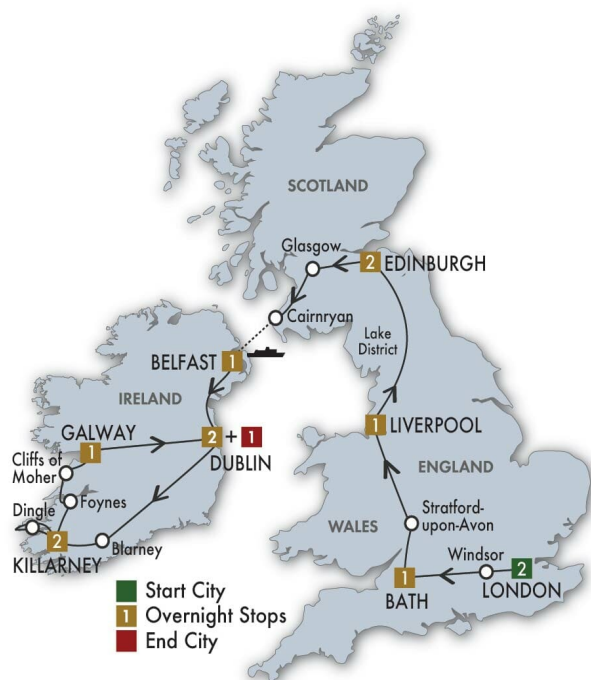 SCOTLAND
Glasgow
2 EDINBURGH
Cairnryan
Lake
District
BELFAST 1
IRELAND
GALWAY
1
2 + 1
DUBLIN
1 LIVERPOOL
ENGLAND
Cliffs of
Moher
Foynes
Dingle
2
KILLARNEY
Blarney
WALES
Stratford-
upon-Avon
Windsor
1
BATH
2
LONDON
Start City
1 Overnight Stops
End City